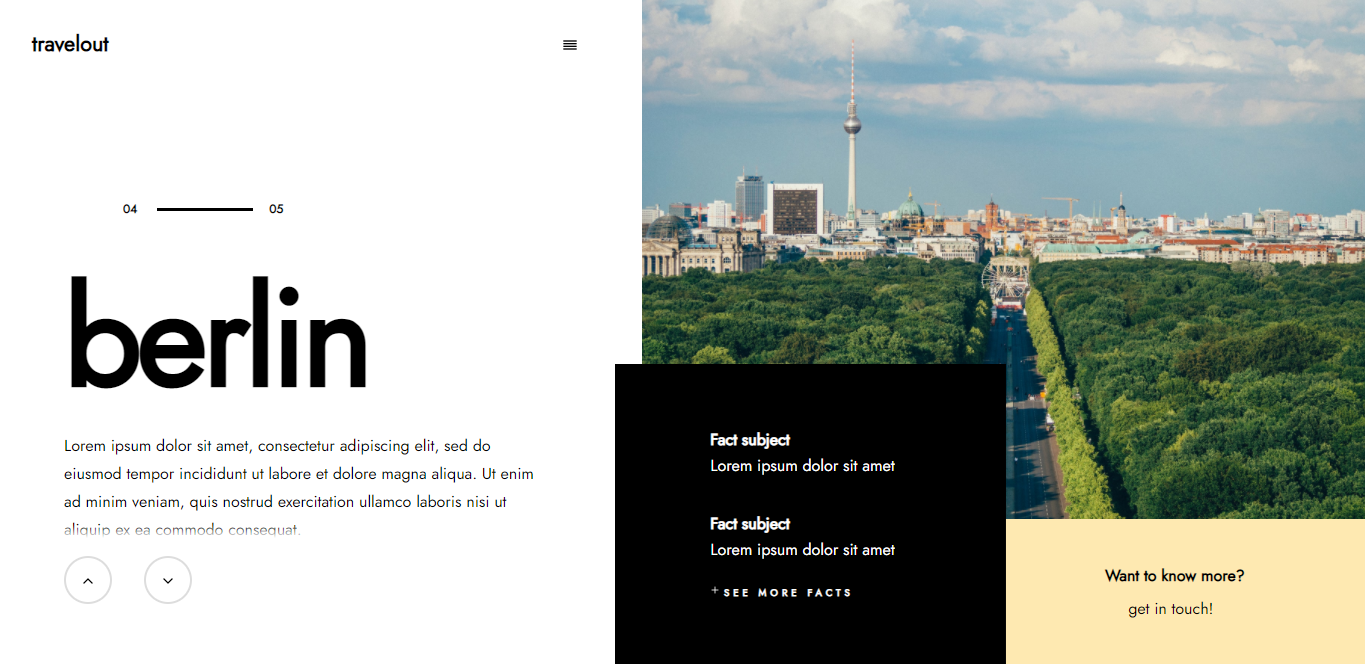 travelout
04 05
berlin
Lorem ipsum dolor sit amet, consectetur adipiscing elit, sed do
eiusmod tempor incididunt ut labore et dolore magna aliqua. Ut enim
ad minim veniam, quis nostrud exercitation ullamco laboris nisi ut
aliquip ex ea commodo consequat.
Fact subject
Lorem ipsum dolor sit amet
Fact subject
Lorem ipsum dolor sit amet
+ SEE MORE FACTS
Want to know more?
get in touch!